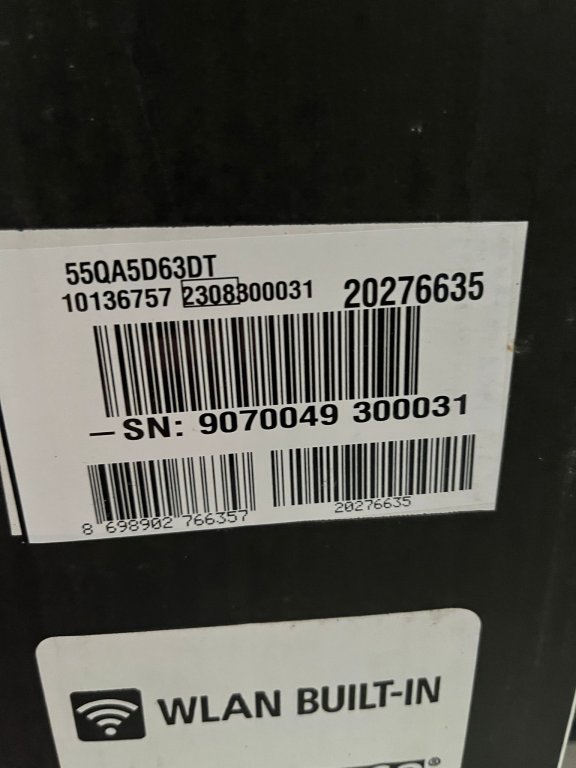 55QA5D63DT
10136757 2308300031 20276635
–SN: 9070049 300031
8 698902 766357
20276635
WLAN BUILT-IN
®